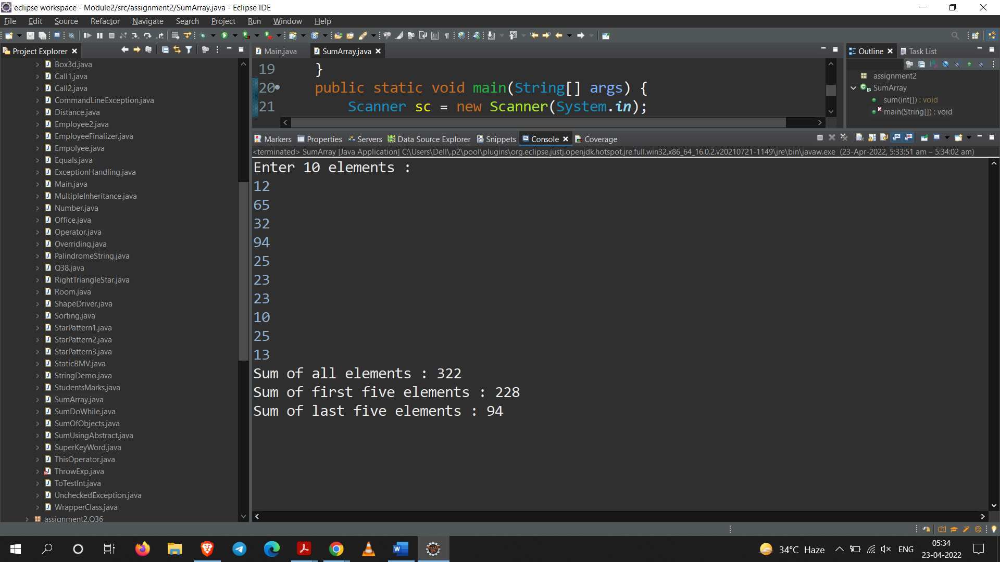 eclipse workspace - Module2/src/assignment2/SumArray.java - Eclipse IDE
File Edit Source Refactor Navigate Search Project Run Window Help
Project Explorer
Box3d.java
Call1.java
Call2.java
CommandLineException.java
Distance.java
Employee2.java
EmployeeFinalizer.java
Empolyee.java
Equals.java
ExceptionHandling.java
Main.java
MultipleInheritance.java
Number.java
Office.java
Operator.java
Overriding.java
PalindromeString.java
Q38.java
RightTriangleStar.java
Room.java
ShapeDriver.java
Sorting.java
StarPattern1.java
StarPattern2.java
StarPattern3.java
StaticBMV.java
StringDemo.java
StudentsMarks.java
SumArray.java
SumDoWhile.java
SumOfObjects.java
SumUsingAbstract.java
SuperKeyWord.java
ThisOperator.java
ThrowExp.java
ToTestInt.java
UncheckedException.java
WrapperClass.java
assignment2.Q36
Main.java SumArray.java
19 }
20 public static void main(String[] args) {
21 Scanner sc = new Scanner(System.in);
Outline Task List
assignment2
SumArray
sum(int[]) : void
main(String[]) : void
Markers Properties Servers Data Source Explorer Snippets Console Coverage
<terminated> SumArray [Java Application] C:\Users\Dell\.p2\pool\plugins\org.eclipse.justj.openjdk.hotspot.jre.full.win32.x86_64_16.0.2.v20210721-1149\jre\bin\javaw.exe (23-Apr-2022, 5:33:51 am – 5:34:02 am)
Enter 10 elements :
12
65
32
94
25
23
23
10
25
13
Sum of all elements : 322
Sum of first five elements : 228
Sum of last five elements : 94
34°C Haze
ENG
05:34
23-04-2022